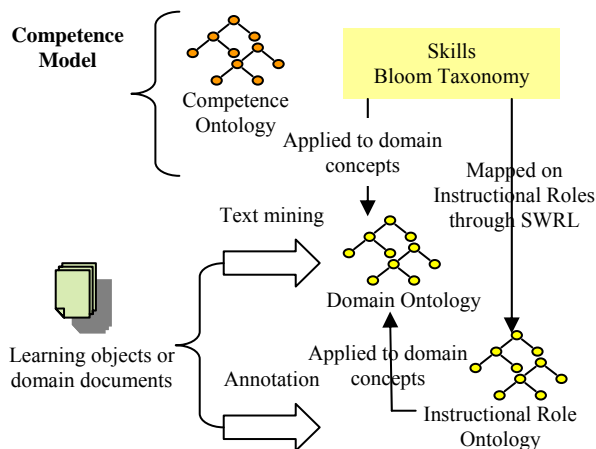 Competence
Model
Competence
Ontology
Skills
Bloom Taxonomy
Applied to domain
concepts
Mapped on
Instructional Roles
through SWRL
Text mining
Domain Ontology
Learning objects or
domain documents
Annotation
Applied to domain
concepts
Instructional Role
Ontology